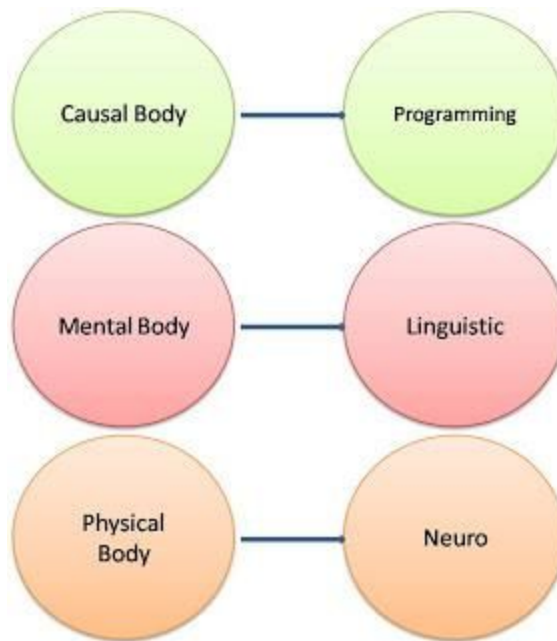 Causal Body
Programming
Mental Body
Linguistic
Physical
Body
Neuro